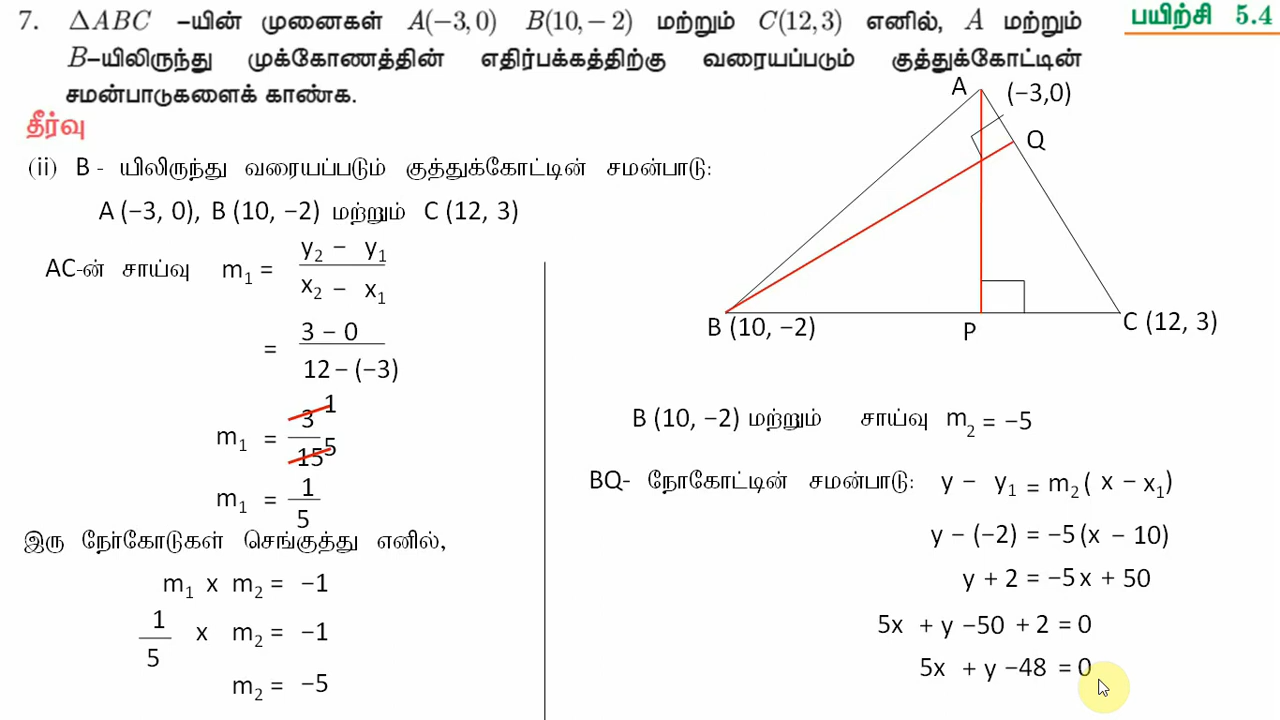 7. ΔABC –யின் முனைகள் A(−3,0) B(10,−2) மற்றும் C(12,3) எனில், A மற்றும்
B–யிலிருந்து முக்கோணத்தின் எதிர்பக்கத்திற்கு வரையப்படும் குத்துக்கோட்டின்
சமன்பாடுகளைக் காண்க.
பயிற்சி 5.4
தீர்வு
(ii) B - யிலிருந்து வரையப்படும் குத்துக்கோட்டின் சமன்பாடு:
A (−3, 0), B (10, −2) மற்றும் C (12, 3)
AC-ன் சாய்வு m₁ = y₂ − y₁ / x₂ − x₁
= 3 − 0 / 12 − (−3)
m₁ = 3 1 / 15 5
m₁ = 1 / 5
இரு நேர்கோடுகள் செங்குத்து எனில்,
m₁ x m₂ = −1
1 / 5 x m₂ = −1
m₂ = −5
A (−3,0)
Q
B (10, −2)
P
C (12, 3)
B (10, −2) மற்றும் சாய்வு m₂ = −5
BQ- நோகோட்டின் சமன்பாடு: y − y₁ = m₂ ( x − x₁)
y − (−2) = −5 (x − 10)
y + 2 = −5x + 50
5x + y −50 + 2 = 0
5x + y −48 = 0